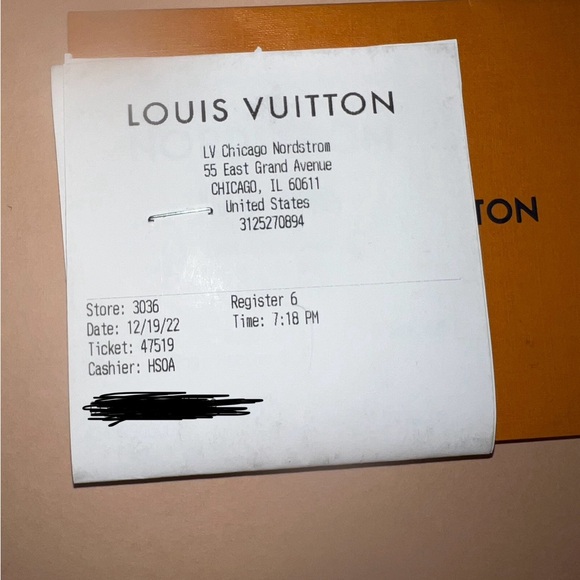 LOUIS VUITTON
LV Chicago Nordstrom
55 East Grand Avenue
CHICAGO, IL 60611
United States
3125270894
TON
Store: 3036 Register 6
Date: 12/19/22 Time: 7:18 PM
Ticket: 47519
Cashier: HSOA